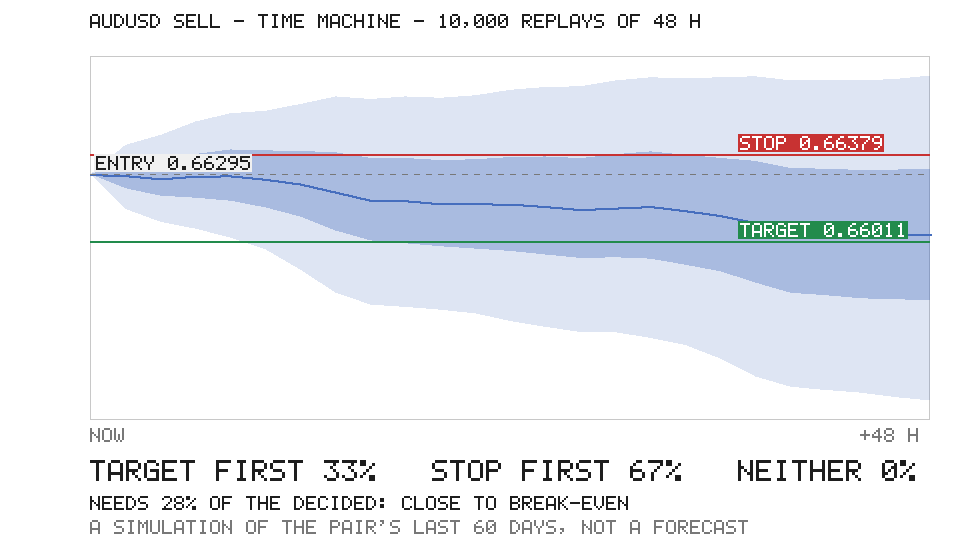 AUDUSD SELL - TIME MACHINE - 10,000 REPLAYS OF 48 H
STOP 0.66379
ENTRY 0.66295
TARGET 0.66011
NOW +48 H
TARGET FIRST 33% STOP FIRST 67% NEITHER 0%
NEEDS 28% OF THE DECIDED: CLOSE TO BREAK-EVEN
A SIMULATION OF THE PAIR'S LAST 60 DAYS, NOT A FORECAST